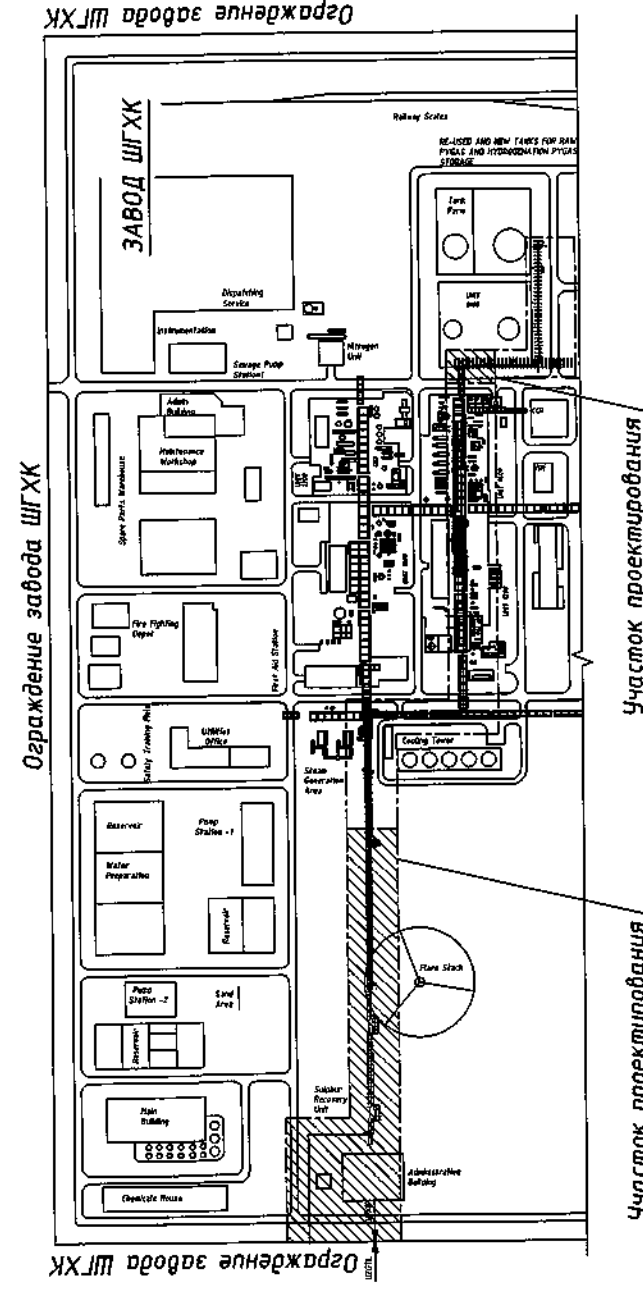 Ограждение завода ШГХК
ЗАВОД ШГХК
Railway Scales
RE-USED AND NEW TANKS FOR RAW
PYGAS AND HYDROGENATION PYGAS
STORAGE
Tank
Farm
Dispatching
Service
Instrumentation
Sewage Pump
Station1
Nitrogen
Unit
Admin
Building
Maintenance
Workshop
Spare Parts Warehouse
Ограждение завода ШГХК
Fire Fighting
Depot
First Aid Station
Участок проектирования
Safety Training Pole
Utilities
Office
Steam
Generation
Area
Cooling Tower
Reservoir
Pump
Station -1
Water
Preparation
Reservoir
Flare Stack
Pump
Station -2
Sand
Area
Reservoir
Участок проектирования
Sulphur
Recovery
Unit
Main
Building
Administrative
Building
Chemicals House
Ограждение завода ШГХК